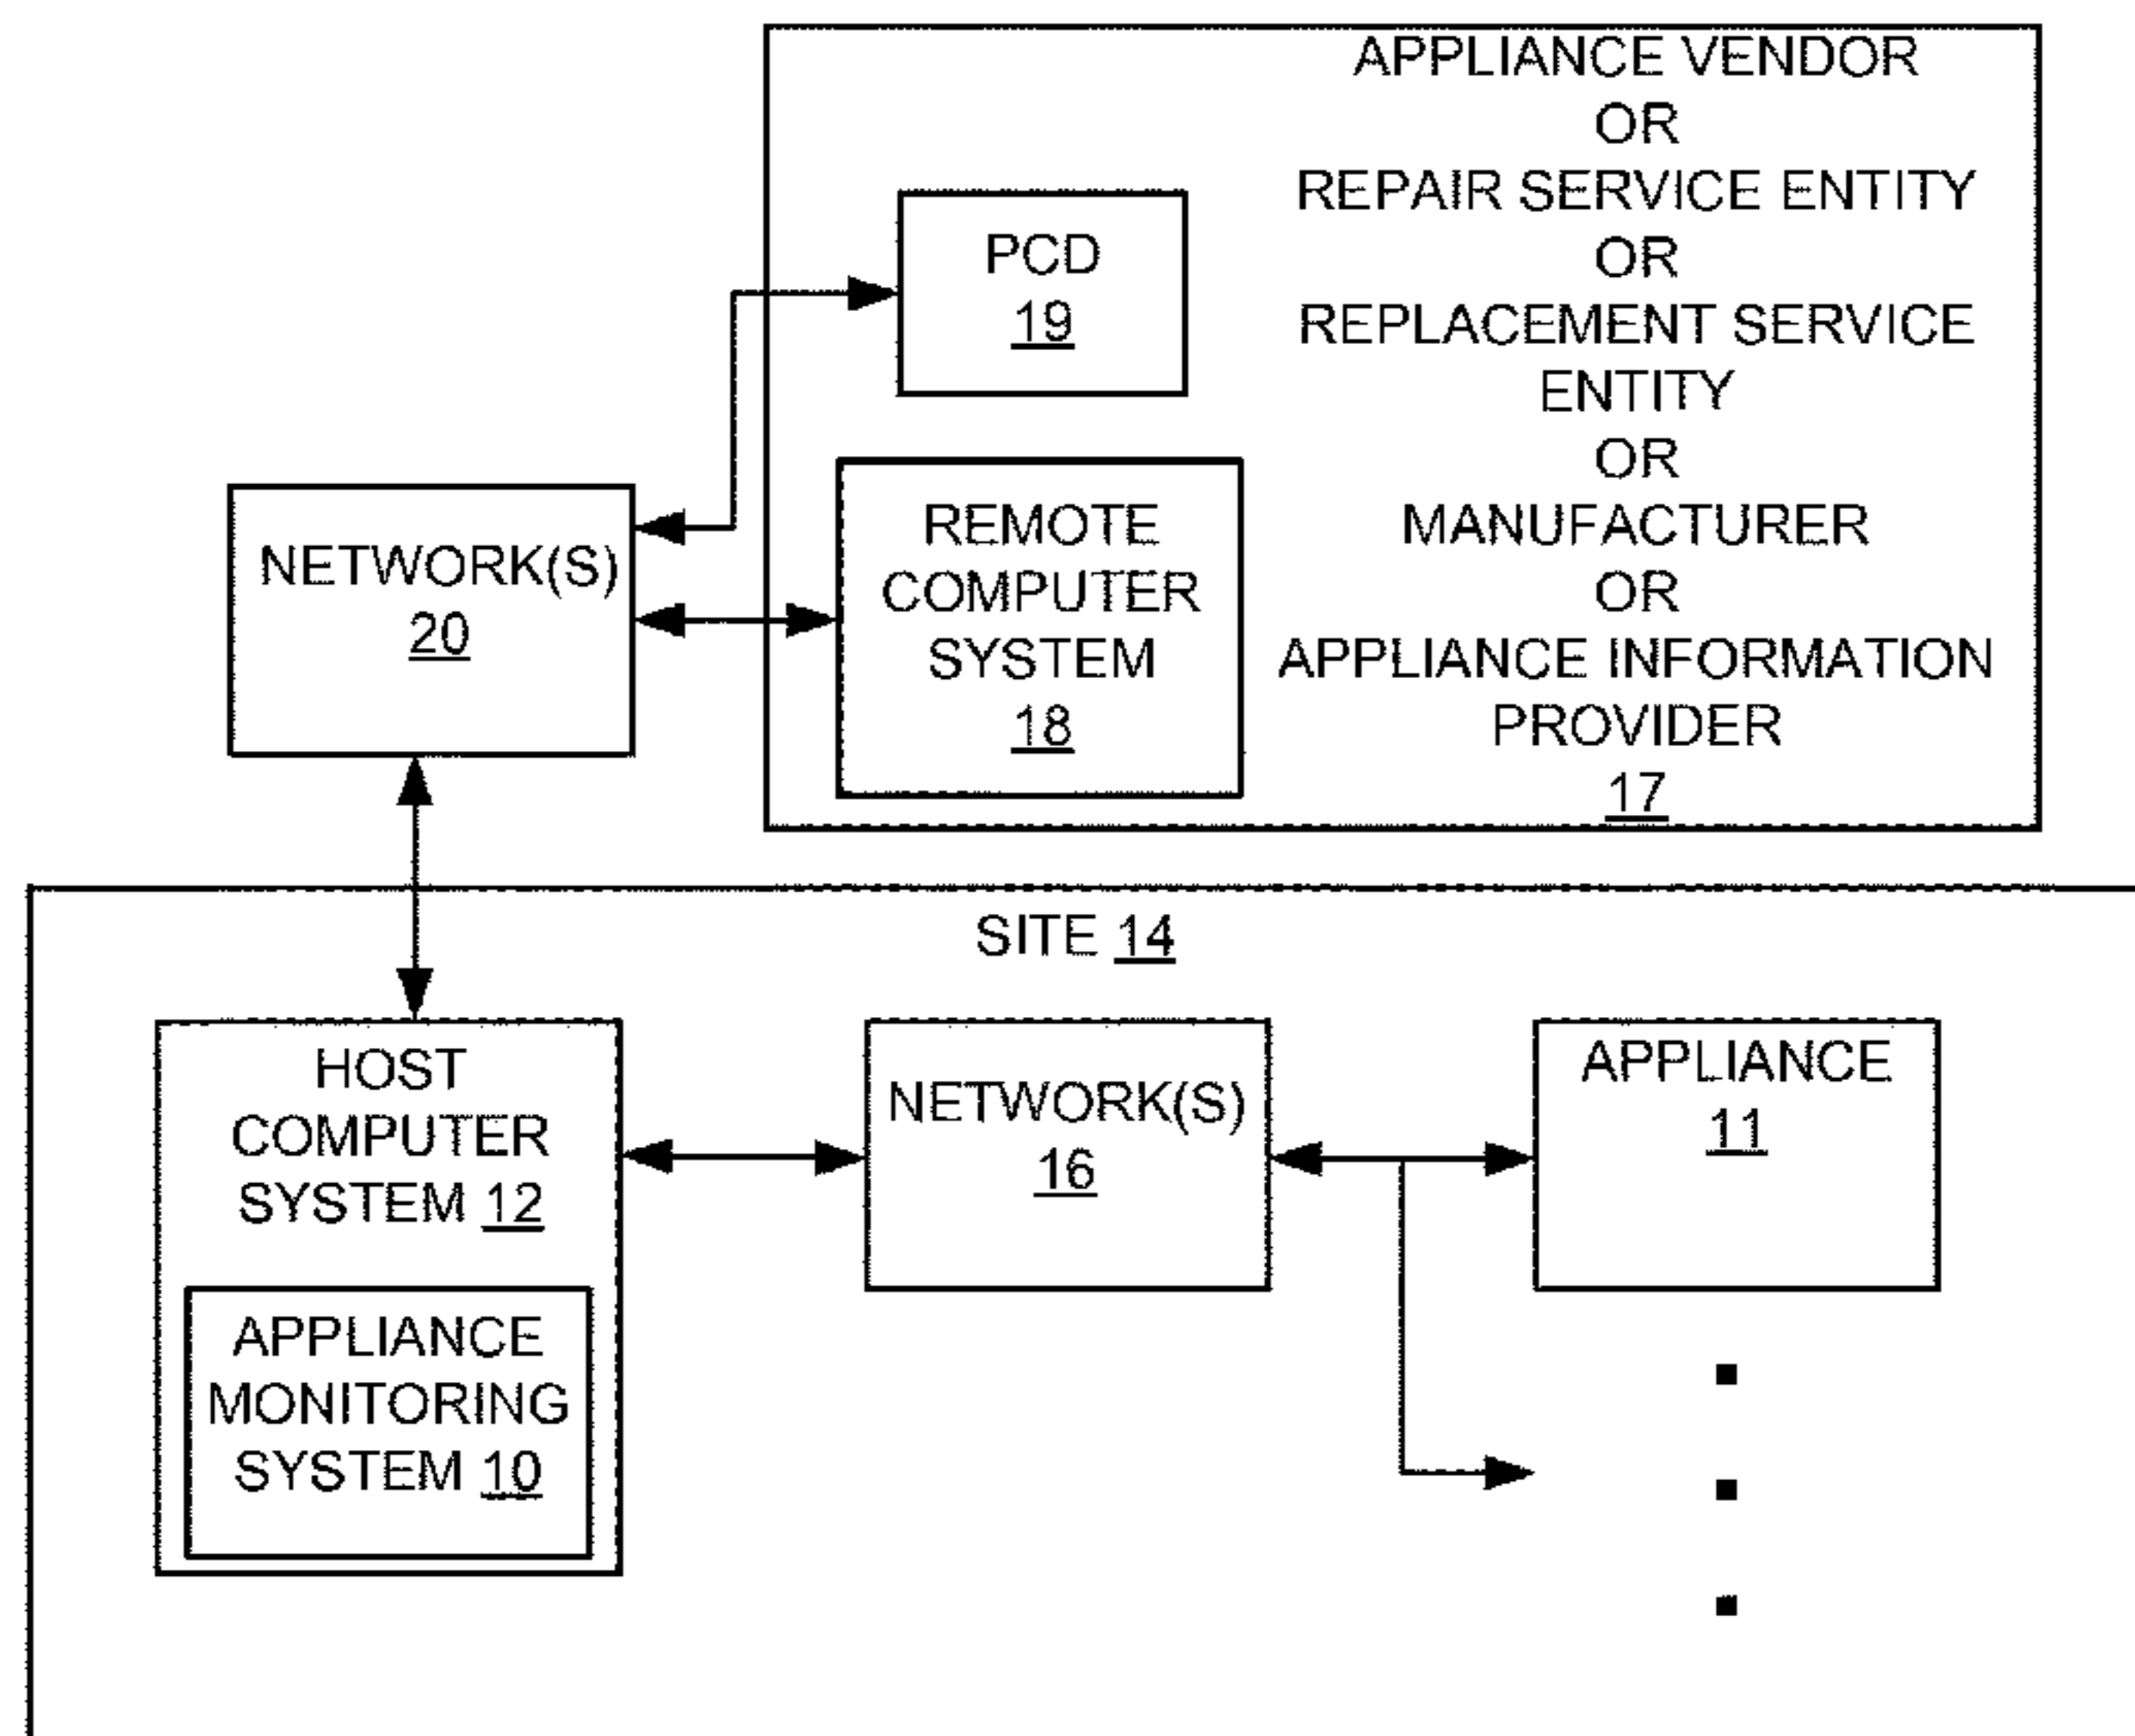 APPLIANCE VENDOR
OR
REPAIR SERVICE ENTITY
OR
REPLACEMENT SERVICE
ENTITY
OR
MANUFACTURER
OR
APPLIANCE INFORMATION
PROVIDER
17
PCD
19
REMOTE
COMPUTER
SYSTEM
18
NETWORK(S)
20
SITE 14
HOST
COMPUTER
SYSTEM 12
APPLIANCE
MONITORING
SYSTEM 10
NETWORK(S)
16
APPLIANCE
11